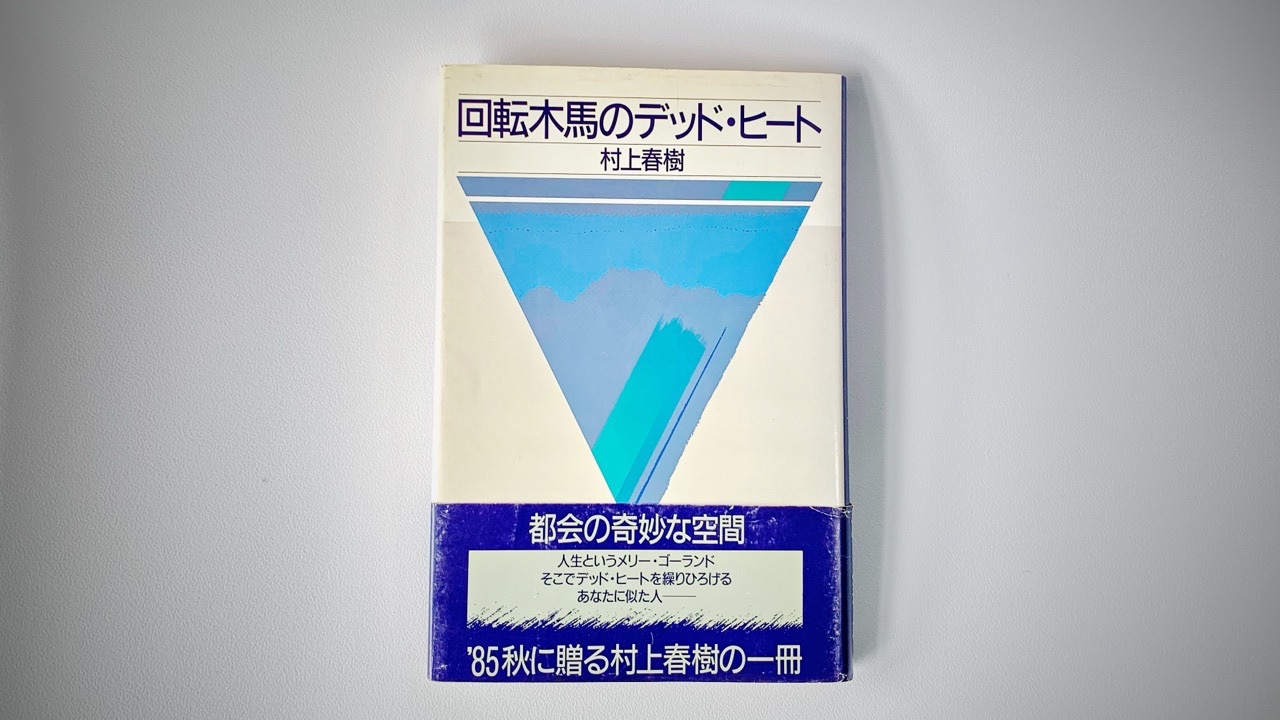 回転木馬のデッド・ヒート
村上春樹
都会の奇妙な空間
人生というメリー・ゴーランド
そこでデッド・ヒートを繰りひろげる
あなたに似た人──
'85秋に贈る村上春樹の一冊